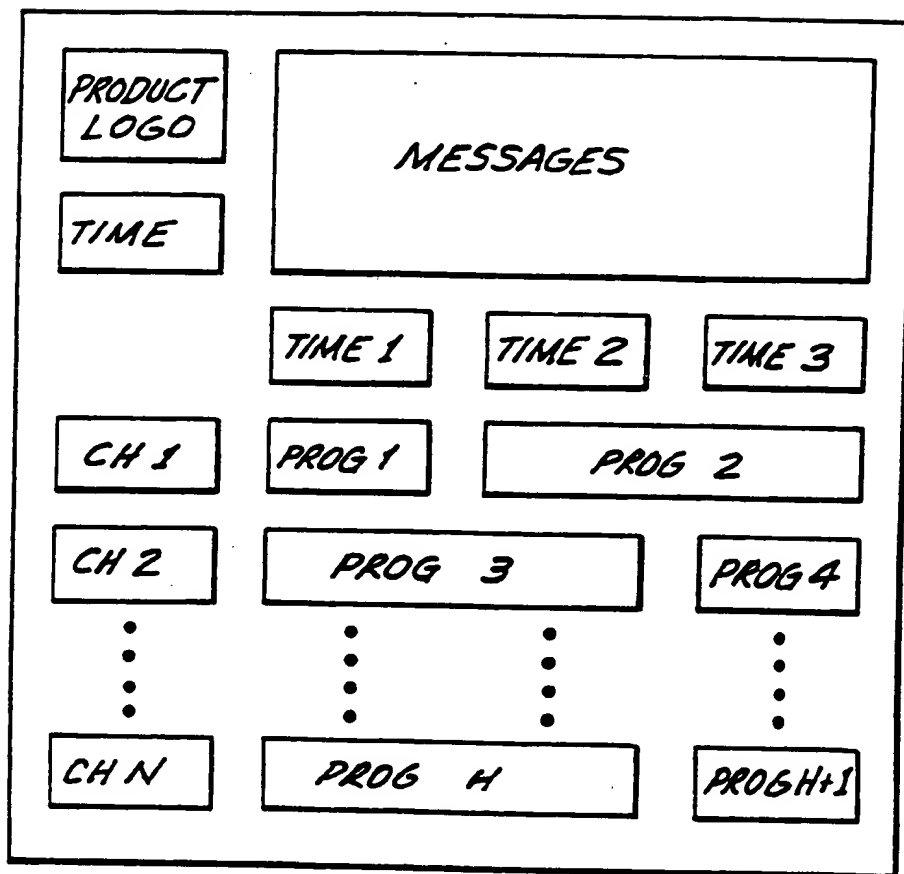 PRODUCT
LOGO
MESSAGES
TIME
TIME 1
TIME 2
TIME 3
CH 1
PROG 1
PROG 2
CH 2
PROG 3
PROG 4
CH N
PROG H
PROG H+1